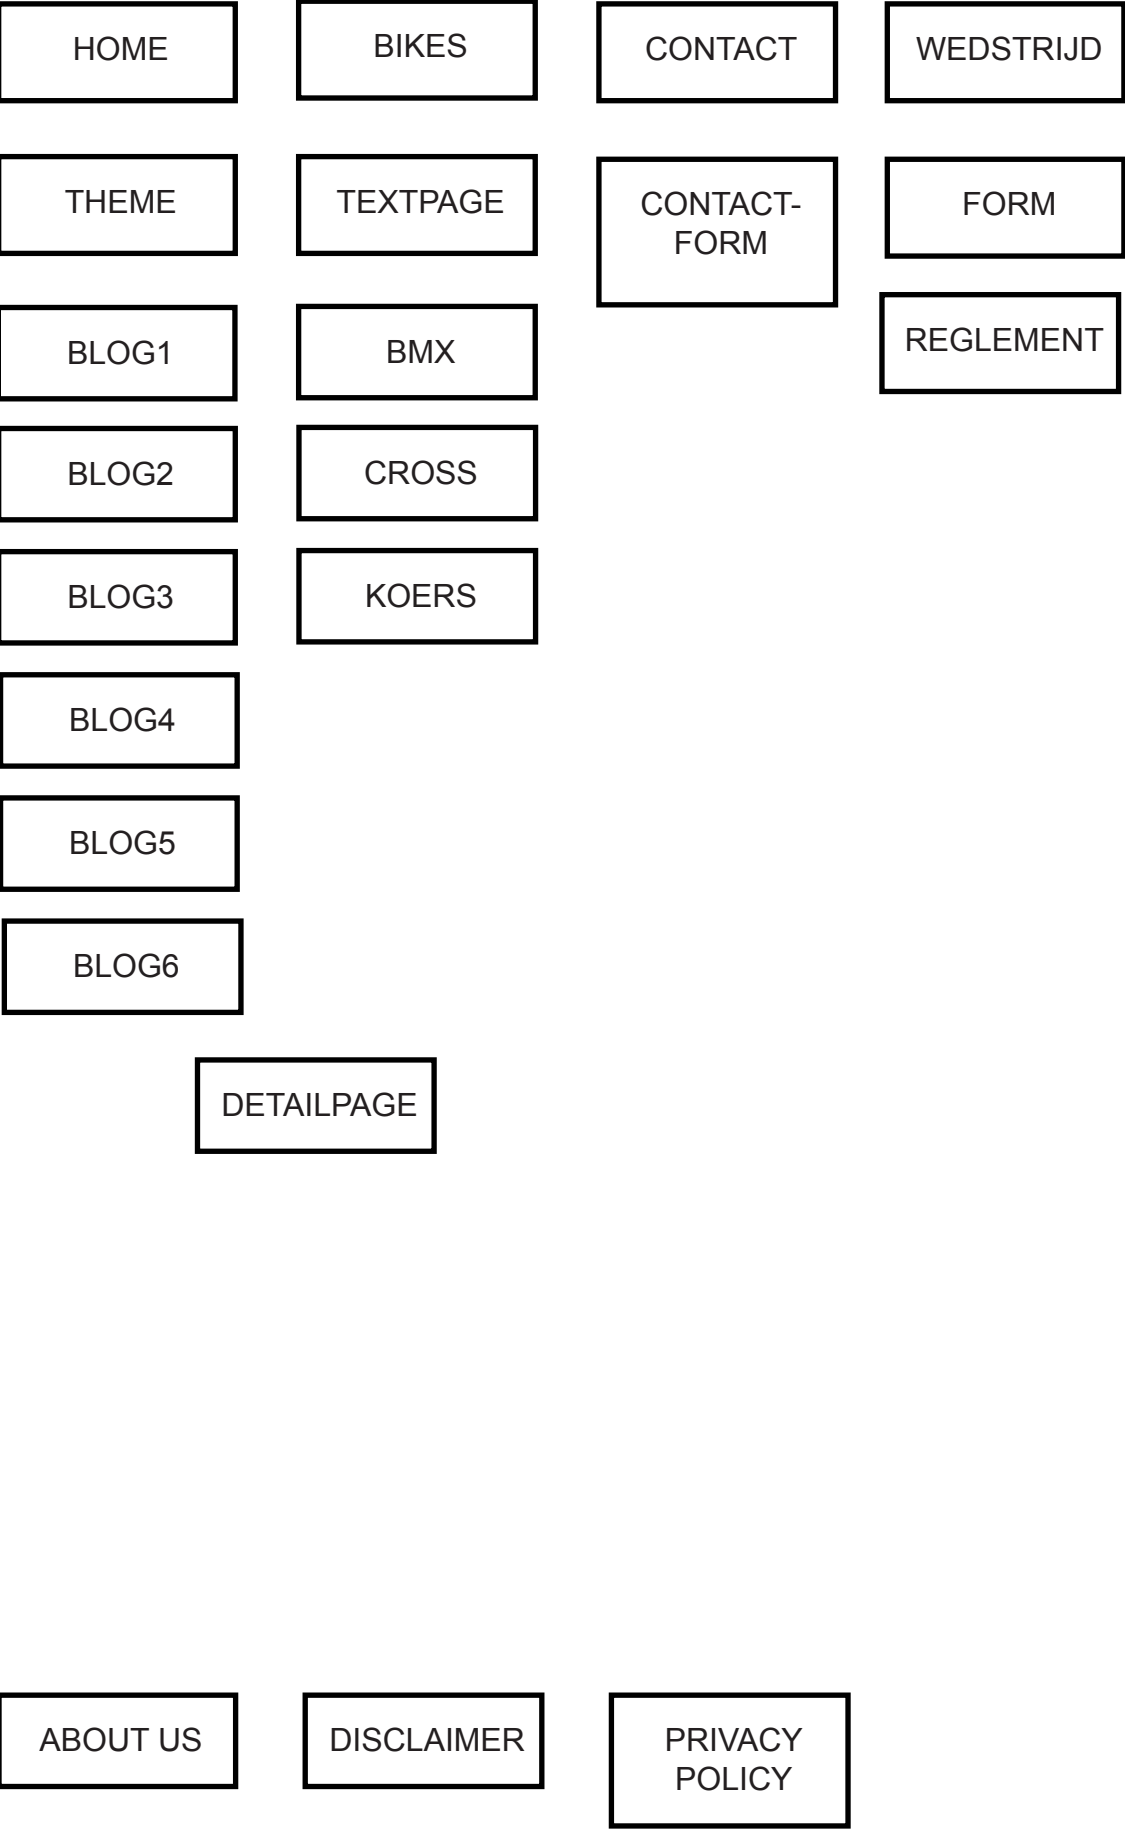 HOME
BIKES
CONTACT
WEDSTRIJD
THEME
TEXTPAGE
CONTACT-
FORM
FORM
REGLEMENT
BLOG1
BMX
BLOG2
CROSS
BLOG3
KOERS
BLOG4
BLOG5
BLOG6
DETAILPAGE
ABOUT US
DISCLAIMER
PRIVACY
POLICY